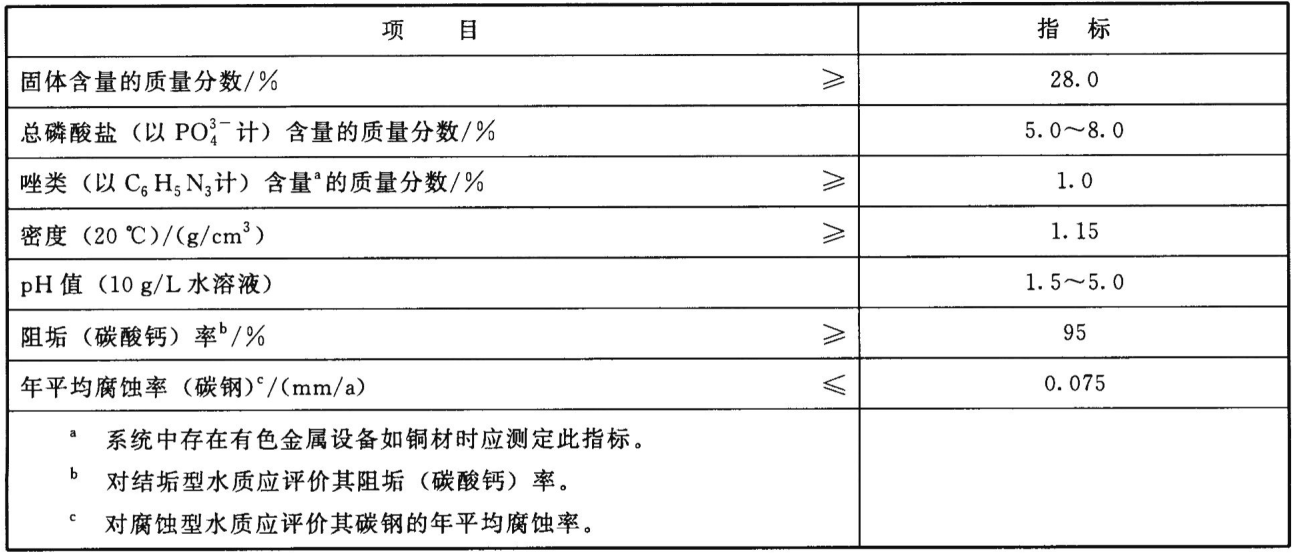 项 目 指 标
固体含量的质量分数/% ≥ 28.0
总磷酸盐（以 PO₄³⁻ 计）含量的质量分数/% 5.0～8.0
唑类（以 C₆H₅N₃计）含量ᵃ的质量分数/% ≥ 1.0
密度（20 ℃）/(g/cm³) ≥ 1.15
pH 值（10 g/L 水溶液） 1.5～5.0
阻垢（碳酸钙）率ᵇ/% ≥ 95
年平均腐蚀率（碳钢）ᶜ/(mm/a) ≤ 0.075
ᵃ 系统中存在有色金属设备如铜材时应测定此指标。
ᵇ 对结垢型水质应评价其阻垢（碳酸钙）率。
ᶜ 对腐蚀型水质应评价其碳钢的年平均腐蚀率。